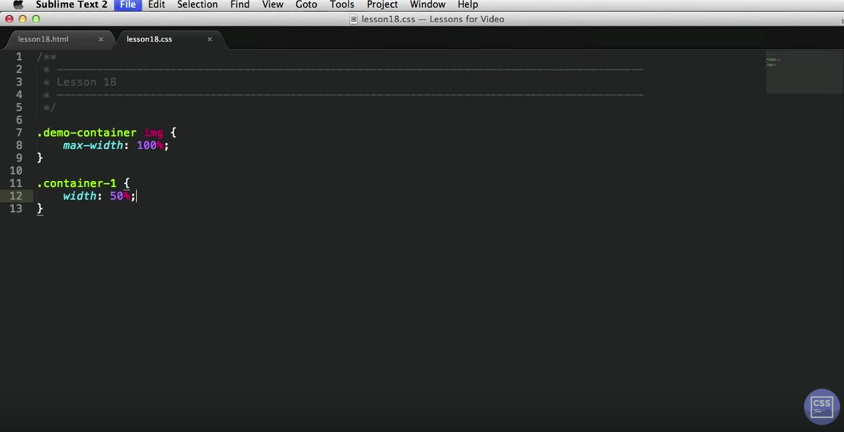 Sublime Text 2 File Edit Selection Find View Goto Tools Project Window Help
lesson18.css — Lessons for Video
lesson18.html × lesson18.css ×
1 /**
2 * ----------------------------------------------------------------------------------------
3 * Lesson 18
4 * ----------------------------------------------------------------------------------------
5 */
6
7 .demo-container img {
8 max-width: 100%;
9 }
10
11 .container-1 {
12 width: 50%;
13 }
CSS